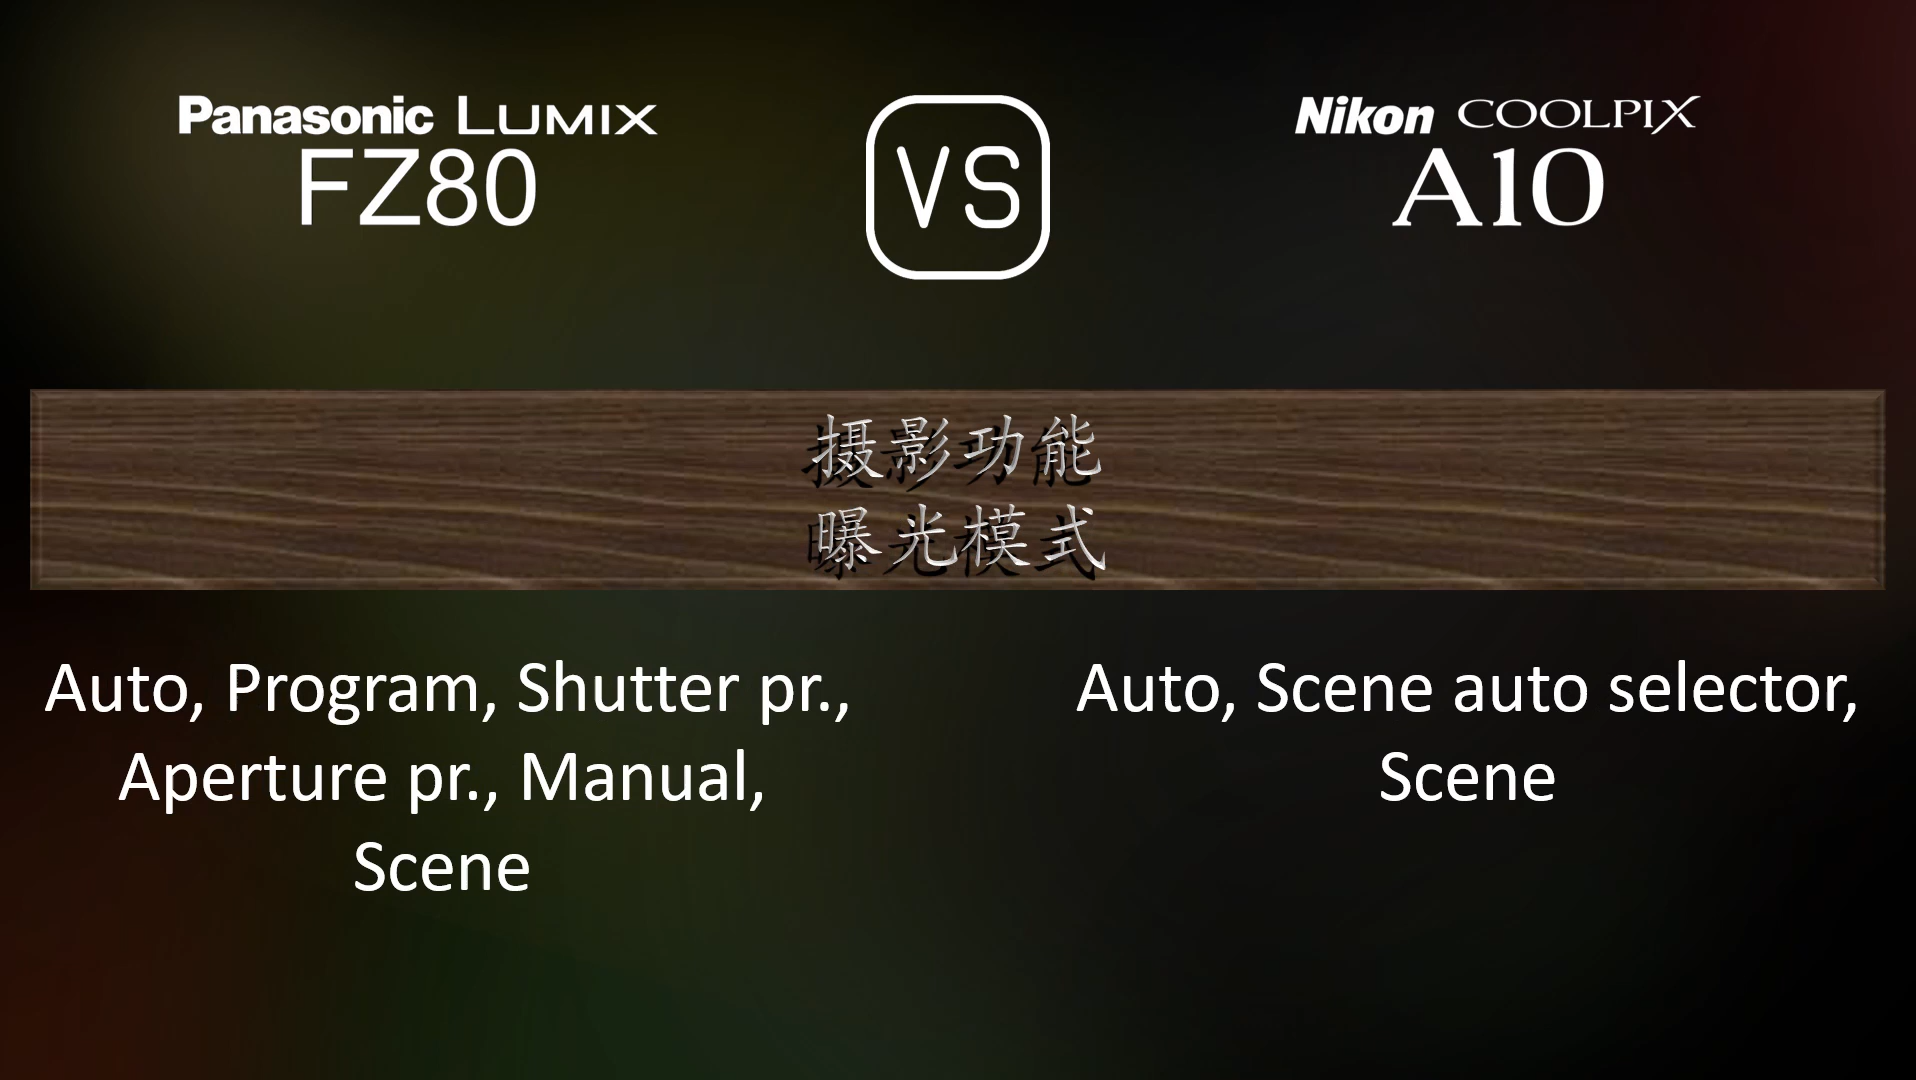 Panasonic LUMIX
FZ80
VS
Nikon COOLPIX
A10
摄影功能
曝光模式
Auto, Program, Shutter pr.,
Aperture pr., Manual,
Scene
Auto, Scene auto selector,
Scene